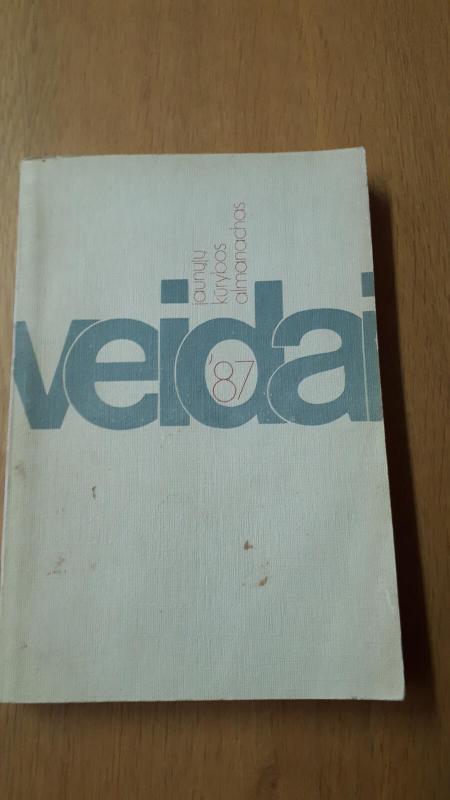 jaunųjų
kūrybos
almanachas
veidai
'87